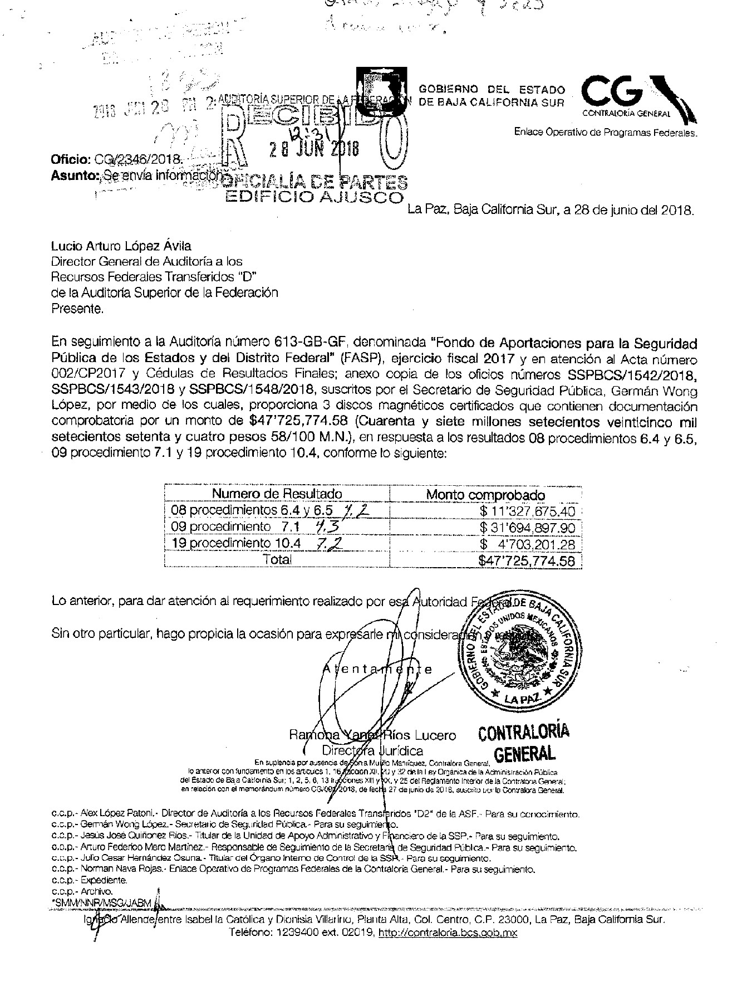 GOBIERNO DEL ESTADO
DE BAJA CALIFORNIA SUR
CG
CONTRALORÍA GENERAL
Enlace Operativo de Programas Federales.
2018 28 PM 2:
AUDITORÍA SUPERIOR DE LA FEDERACIÓN
RECIBIDO
12:31
28 JUN 2018
OFICIALÍA DE PARTES
EDIFICIO AJUSCO
Oficio: CG/2346/2018.
Asunto: Se envía información
La Paz, Baja California Sur, a 28 de junio del 2018.
Lucio Arturo López Ávila
Director General de Auditoría a los
Recursos Federales Transferidos "D"
de la Auditoría Superior de la Federación
Presente.
En seguimiento a la Auditoría número 613-GB-GF, denominada "Fondo de Aportaciones para la Seguridad
Pública de los Estados y del Distrito Federal" (FASP), ejercicio fiscal 2017 y en atención al Acta número
002/CP2017 y Cédulas de Resultados Finales; anexo copia de los oficios números SSPBCS/1542/2018,
SSPBCS/1543/2018 y SSPBCS/1548/2018, suscritos por el Secretario de Seguridad Pública, Germán Wong
López, por medio de los cuales, proporciona 3 discos magnéticos certificados que contienen documentación
comprobatoria por un monto de $47'725,774.58 (Cuarenta y siete millones setecientos veinticinco mil
setecientos setenta y cuatro pesos 58/100 M.N.), en respuesta a los resultados 08 procedimientos 6.4 y 6.5,
09 procedimiento 7.1 y 19 procedimiento 10.4, conforme lo siguiente:
Numero de Resultado Monto comprobado
08 procedimientos 6.4 y 6.5 4.2 $ 11'327,675.40
09 procedimiento 7.1 4.3 $ 31'694,897.90
19 procedimiento 10.4 7.2 $ 4'703,201.28
Total $47'725,774.58
Lo anterior, para dar atención al requerimiento realizado por esa Autoridad Federal.
Sin otro particular, hago propicia la ocasión para expresarle mi consideración y
Atentamente
GOBIERNO DEL ESTADO DE BAJA CALIFORNIA SUR
ESTADOS UNIDOS MEXICANOS
LA PAZ
CONTRALORÍA
GENERAL
Ramona Yanet Ríos Lucero
Directora Jurídica
En suplencia por ausencia de Sonia Murillo Manríquez, Contralora General,
lo anterior con fundamento en los artículos 1, 16 fracción XII, 20 y 32 de la Ley Orgánica de la Administración Pública
del Estado de Baja California Sur; 1, 2, 5, 6, 13 fracciones XIII y XX, y 25 del Reglamento Interior de la Contraloría General;
en relación con el memorándum número 2018, de fecha 27 de junio de 2018, suscrito por la Contralora General.
c.c.p.- Alex López Patoni.- Director de Auditoría a los Recursos Federales Transferidos "D2" de la ASF.- Para su conocimiento.
c.c.p.- Germán Wong López.- Secretario de Seguridad Pública.- Para su seguimiento.
c.c.p.- Jesús José Quiñonez Ríos.- Titular de la Unidad de Apoyo Administrativo y Financiero de la SSP.- Para su seguimiento.
c.c.p.- Arturo Federico Mero Martínez.- Responsable de Seguimiento de la Secretaría de Seguridad Pública.- Para su seguimiento.
c.c.p.- Julio Cesar Hernández Osuna.- Titular del Órgano Interno de Control de la SSP.- Para su seguimiento.
c.c.p.- Norman Nava Rojas.- Enlace Operativo de Programas Federales de la Contraloría General.- Para su seguimiento.
c.c.p.- Expediente.
c.c.p.- Archivo.
*SMM/NNR/MSG/JABM
Ignacio Allende entre Isabel la Católica y Dionisia Villarino, Planta Alta, Col. Centro, C.P. 23000, La Paz, Baja California Sur.
Teléfono: 1239400 ext. 02019, http://contraloria.bcs.gob.mx